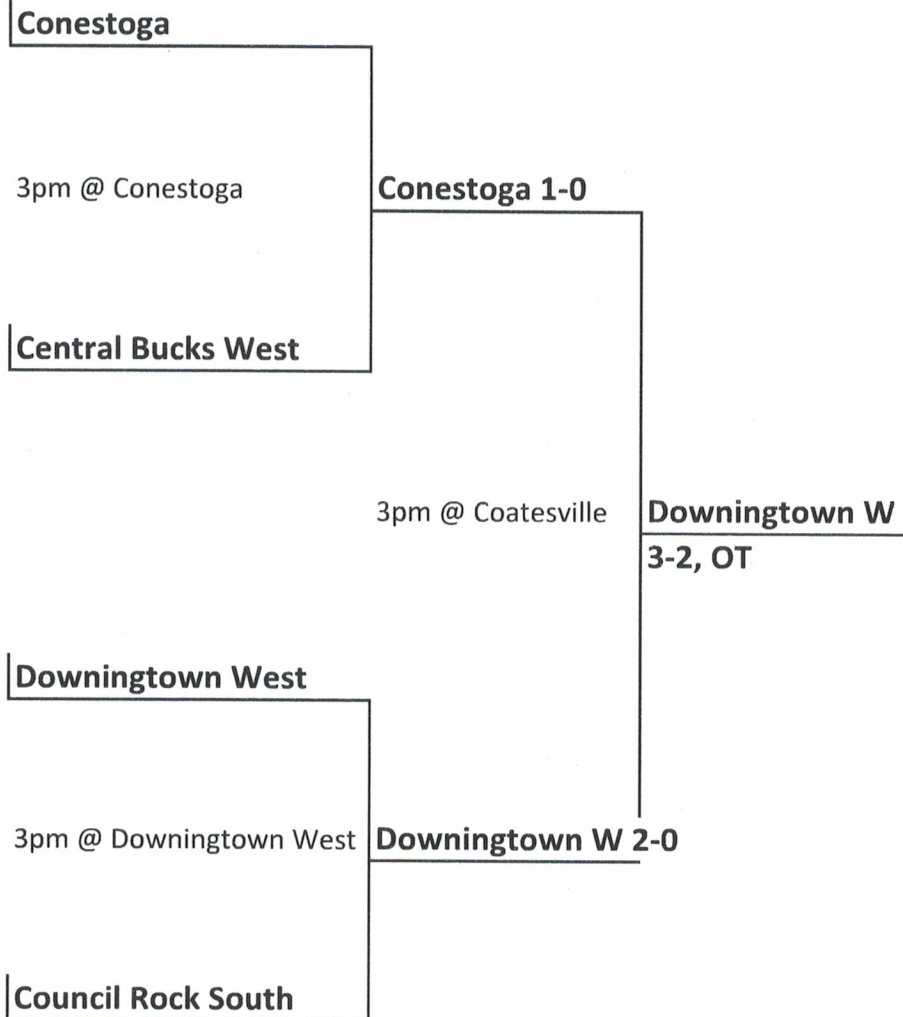 Conestoga
3pm @ Conestoga
Conestoga 1-0
Central Bucks West
3pm @ Coatesville
Downingtown W
3-2, OT
Downingtown West
3pm @ Downingtown West
Downingtown W 2-0
Council Rock South